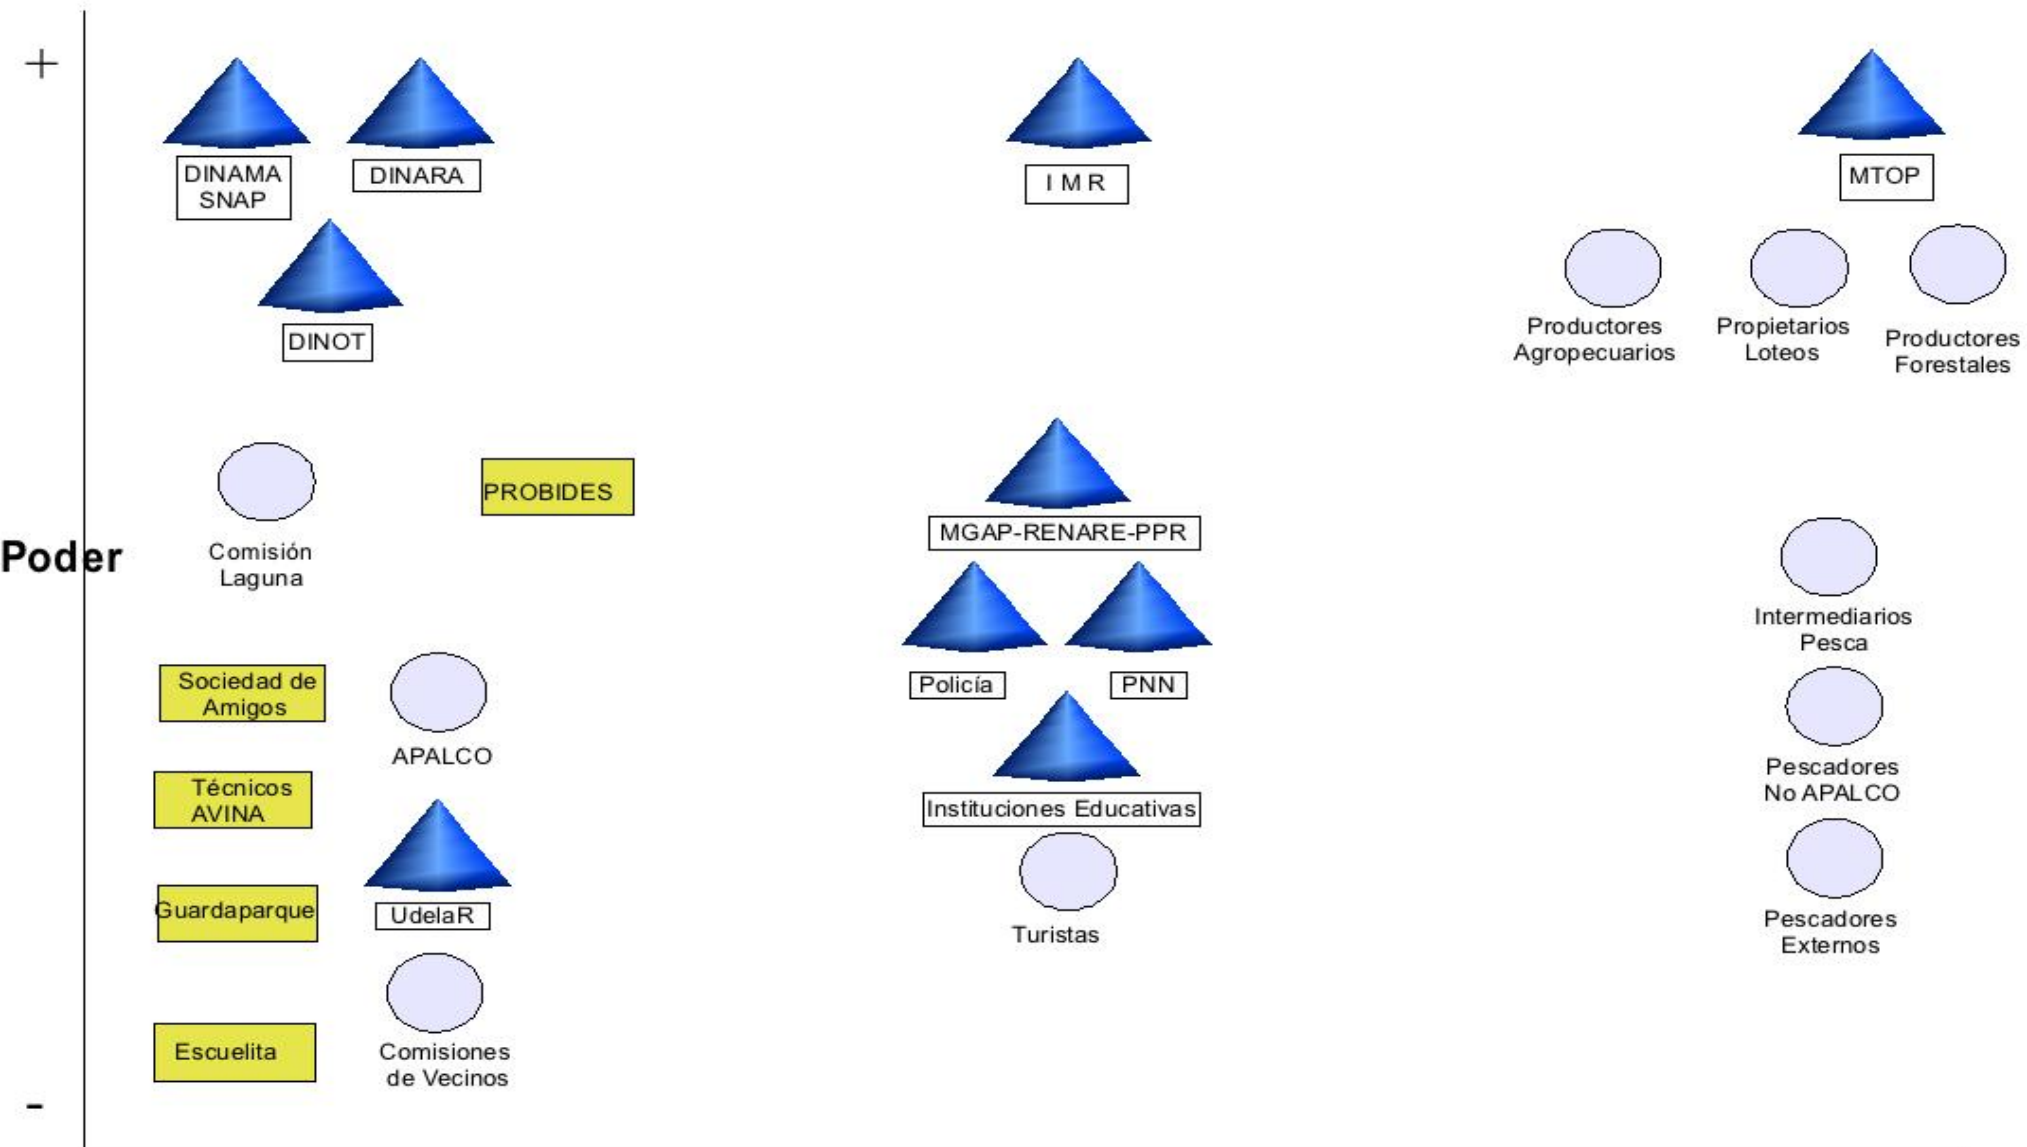 +
DINAMA
SNAP
DINARA
I M R
MTOP
DINOT
Productores
Agropecuarios
Propietarios
Loteos
Productores
Forestales
PROBIDES
MGAP-RENARE-PPR
Comisión
Laguna
Poder
Intermediarios
Pesca
Sociedad de
Amigos
Policía
PNN
APALCO
Pescadores
No APALCO
Técnicos
AVINA
Instituciones Educativas
Guardaparque
UdelaR
Turistas
Pescadores
Externos
Escuelita
Comisiones
de Vecinos
-